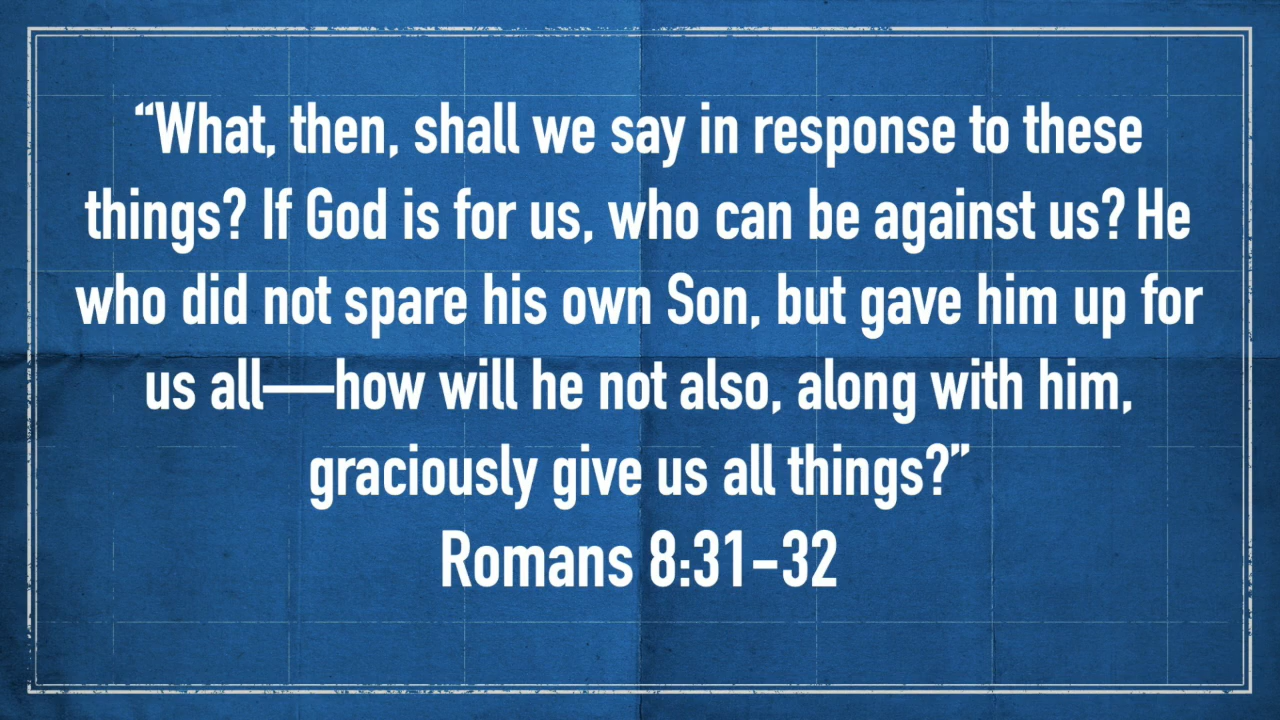 “What, then, shall we say in response to these
things? If God is for us, who can be against us? He
who did not spare his own Son, but gave him up for
us all—how will he not also, along with him,
graciously give us all things?”
Romans 8:31-32